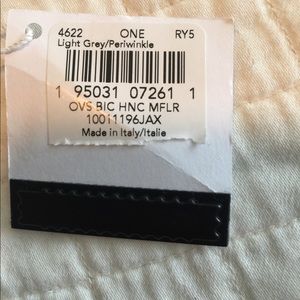 4622 ONE RY5
Light Grey/Periwinkle
1 95031 07261 1
OVS BIC HNC MFLR
10011196JAX
Made in Italy/Italie